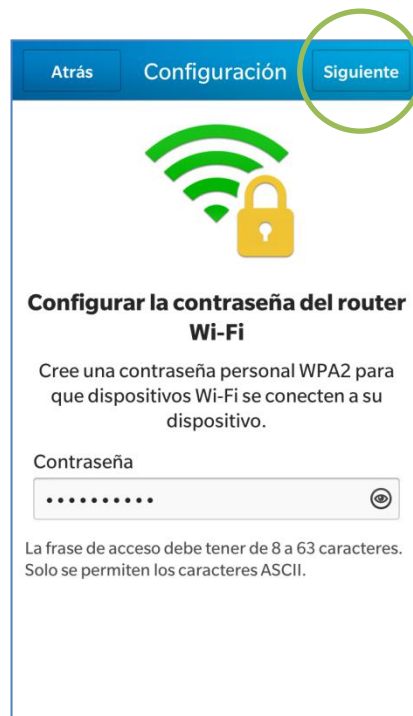 Atrás Configuración Siguiente
Configurar la contraseña del router
Wi-Fi
Cree una contraseña personal WPA2 para
que dispositivos Wi-Fi se conecten a su
dispositivo.
Contraseña
••••••••••
La frase de acceso debe tener de 8 a 63 caracteres.
Solo se permiten los caracteres ASCII.